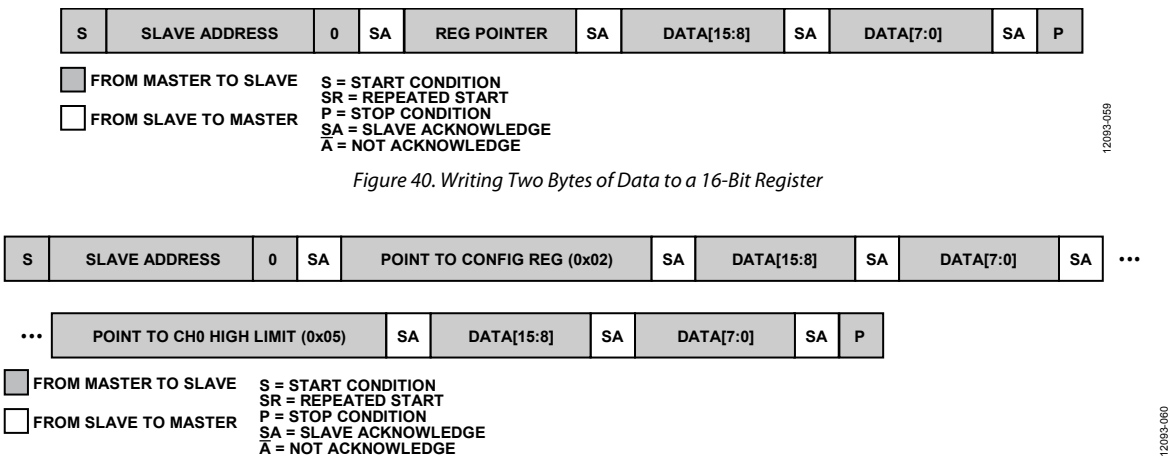 S SLAVE ADDRESS 0 SA REG POINTER SA DATA[15:8] SA DATA[7:0] SA P
FROM MASTER TO SLAVE
FROM SLAVE TO MASTER
S = START CONDITION
SR = REPEATED START
P = STOP CONDITION
SA = SLAVE ACKNOWLEDGE
A̅ = NOT ACKNOWLEDGE
12093-059
Figure 40. Writing Two Bytes of Data to a 16-Bit Register
S SLAVE ADDRESS 0 SA POINT TO CONFIG REG (0x02) SA DATA[15:8] SA DATA[7:0] SA •••
••• POINT TO CH0 HIGH LIMIT (0x05) SA DATA[15:8] SA DATA[7:0] SA P
FROM MASTER TO SLAVE
FROM SLAVE TO MASTER
S = START CONDITION
SR = REPEATED START
P = STOP CONDITION
SA = SLAVE ACKNOWLEDGE
A̅ = NOT ACKNOWLEDGE
12093-060